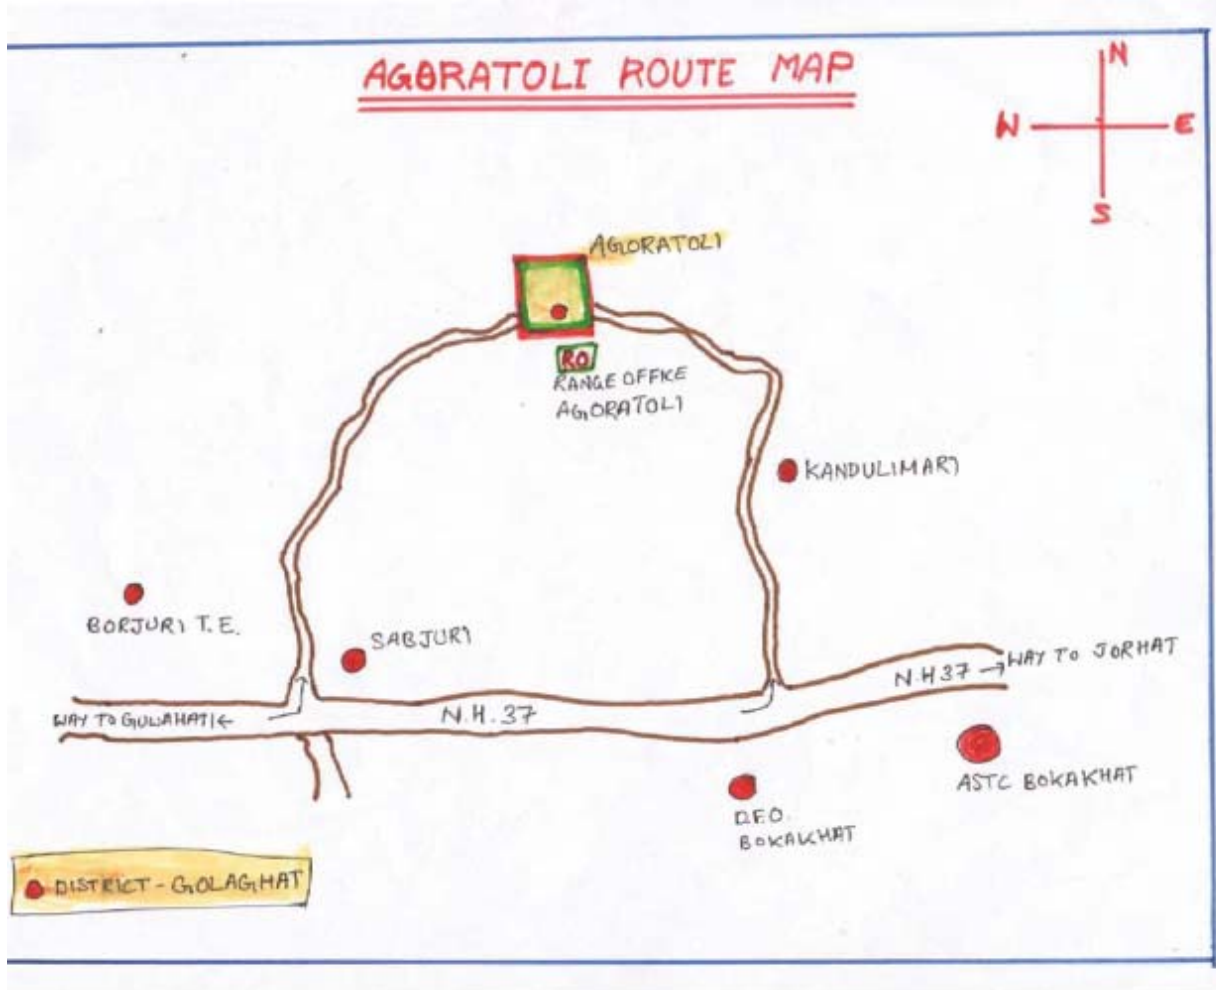 AGORATOLI ROUTE MAP
N
W E
S
AGORATOLI
RO
RANGE OFFICE
AGORATOLI
KANDULIMARI
BORJURI T.E.
SABJURI
WAY TO JORHAT
N.H 37
WAY TO GUWAHATI
N.H. 37
ASTC BOKAKHAT
D.F.O.
BOKAKHAT
DISTRICT - GOLAGHAT